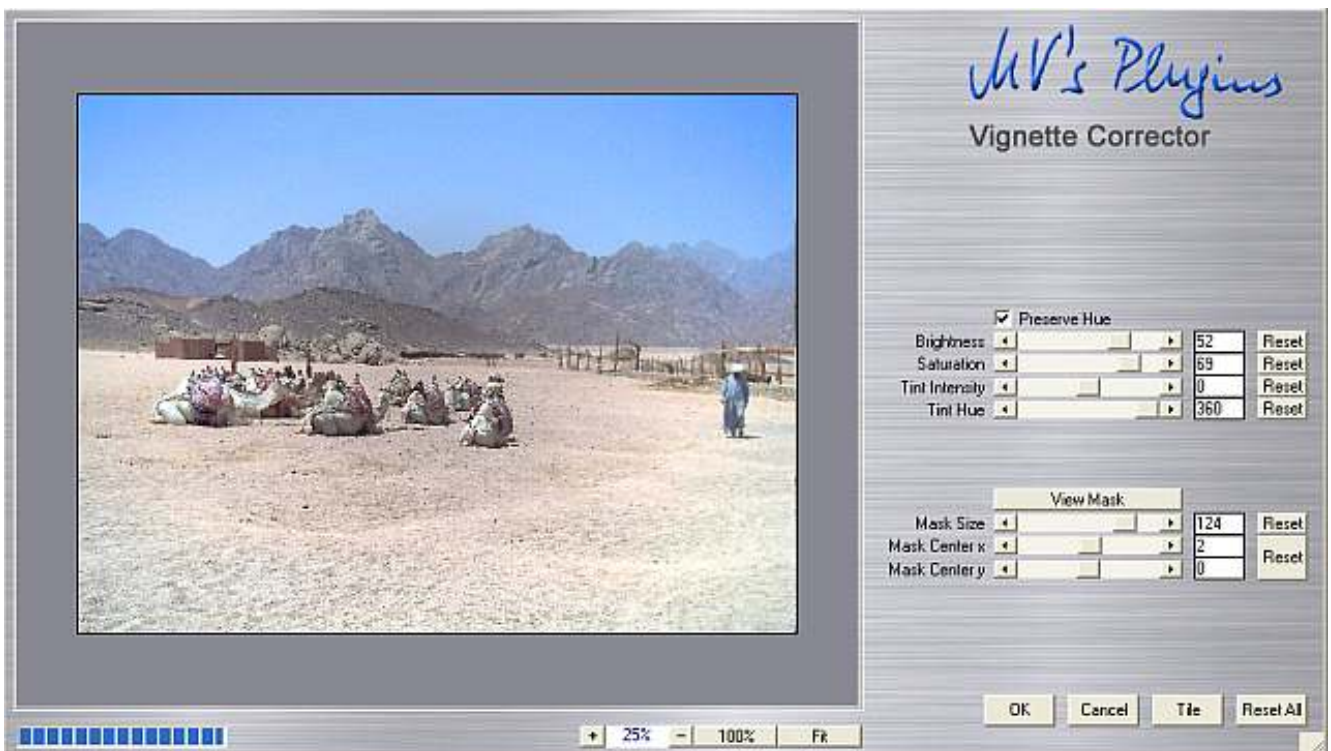 MV's Plugins
Vignette Corrector
Preserve Hue
Brightness 52 Reset
Saturation 69 Reset
Tint Intensity 0 Reset
Tint Hue 360 Reset
View Mask
Mask Size 124 Reset
Mask Center x 2 Reset
Mask Center y 0
OK Cancel Tile Reset All
+ 25% - 100% Fit